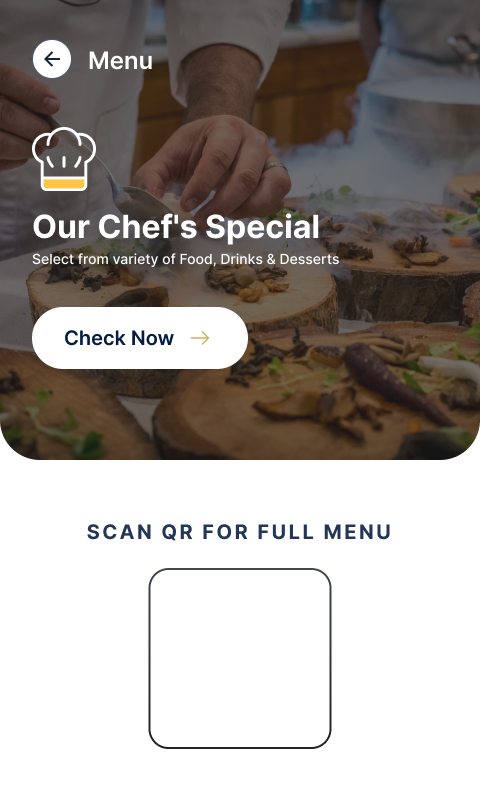 Menu
Our Chef's Special
Select from variety of Food, Drinks & Desserts
Check Now
SCAN QR FOR FULL MENU